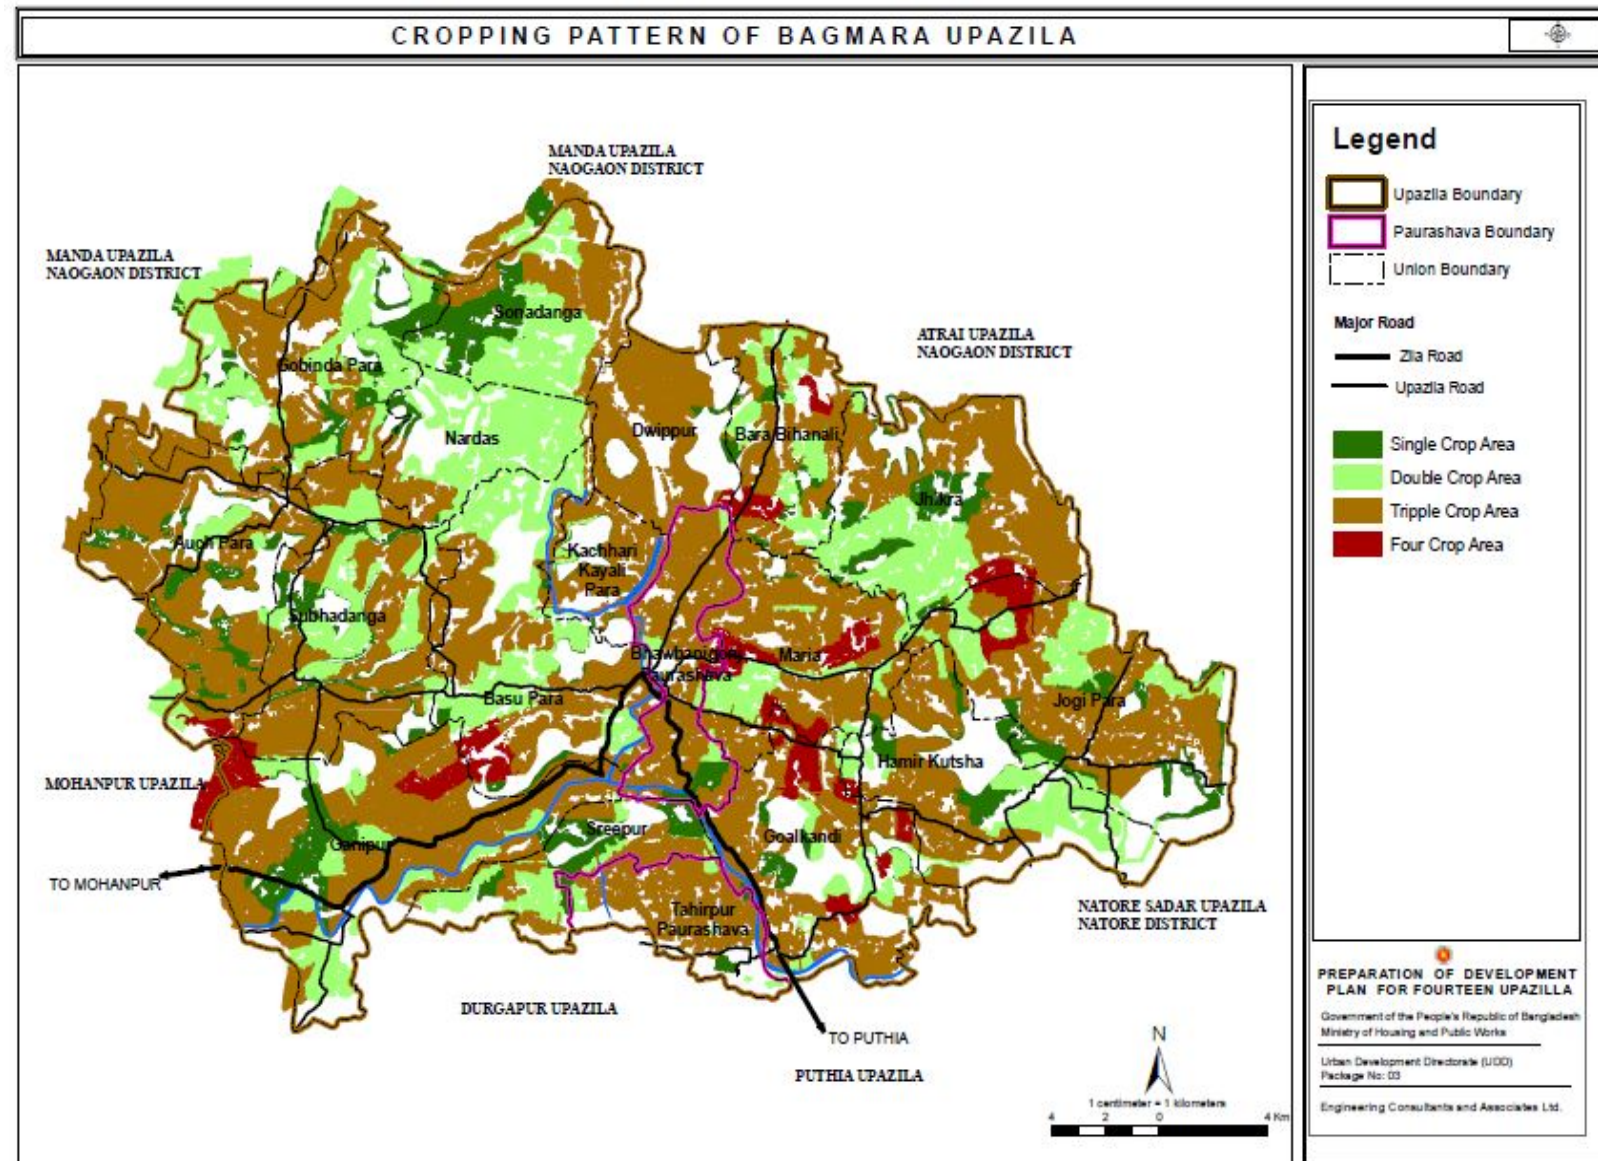 CROPPING PATTERN OF BAGMARA UPAZILA
MANDA UPAZILA
NAOGAON DISTRICT
MANDA UPAZILA
NAOGAON DISTRICT
ATRAI UPAZILA
NAOGAON DISTRICT
Sonadanga
Gobinda Para
Nardas
Dwippur
Bara Bihanali
Jhikra
Auch Para
Kachhari
Kayali
Para
Subhadanga
Bhawbanigonj
Paurashava
Maria
Basu Para
Jogi Para
Hamir Kutsha
MOHANPUR UPAZILA
Sreepur
Goalkandi
Ganipur
TO MOHANPUR
Tahirpur
Paurashava
NATORE SADAR UPAZILA
NATORE DISTRICT
DURGAPUR UPAZILA
TO PUTHIA
PUTHIA UPAZILA
N
1 centimeter = 1 kilometers
4 2 0 4 Km
Legend
Upazila Boundary
Paurashava Boundary
Union Boundary
Major Road
Zila Road
Upazila Road
Single Crop Area
Double Crop Area
Tripple Crop Area
Four Crop Area
PREPARATION OF DEVELOPMENT
PLAN FOR FOURTEEN UPAZILLA
Government of the People's Republic of Bangladesh
Ministry of Housing and Public Works
Urban Development Directorate (UDD)
Package No: 03
Engineering Consultants and Associates Ltd.